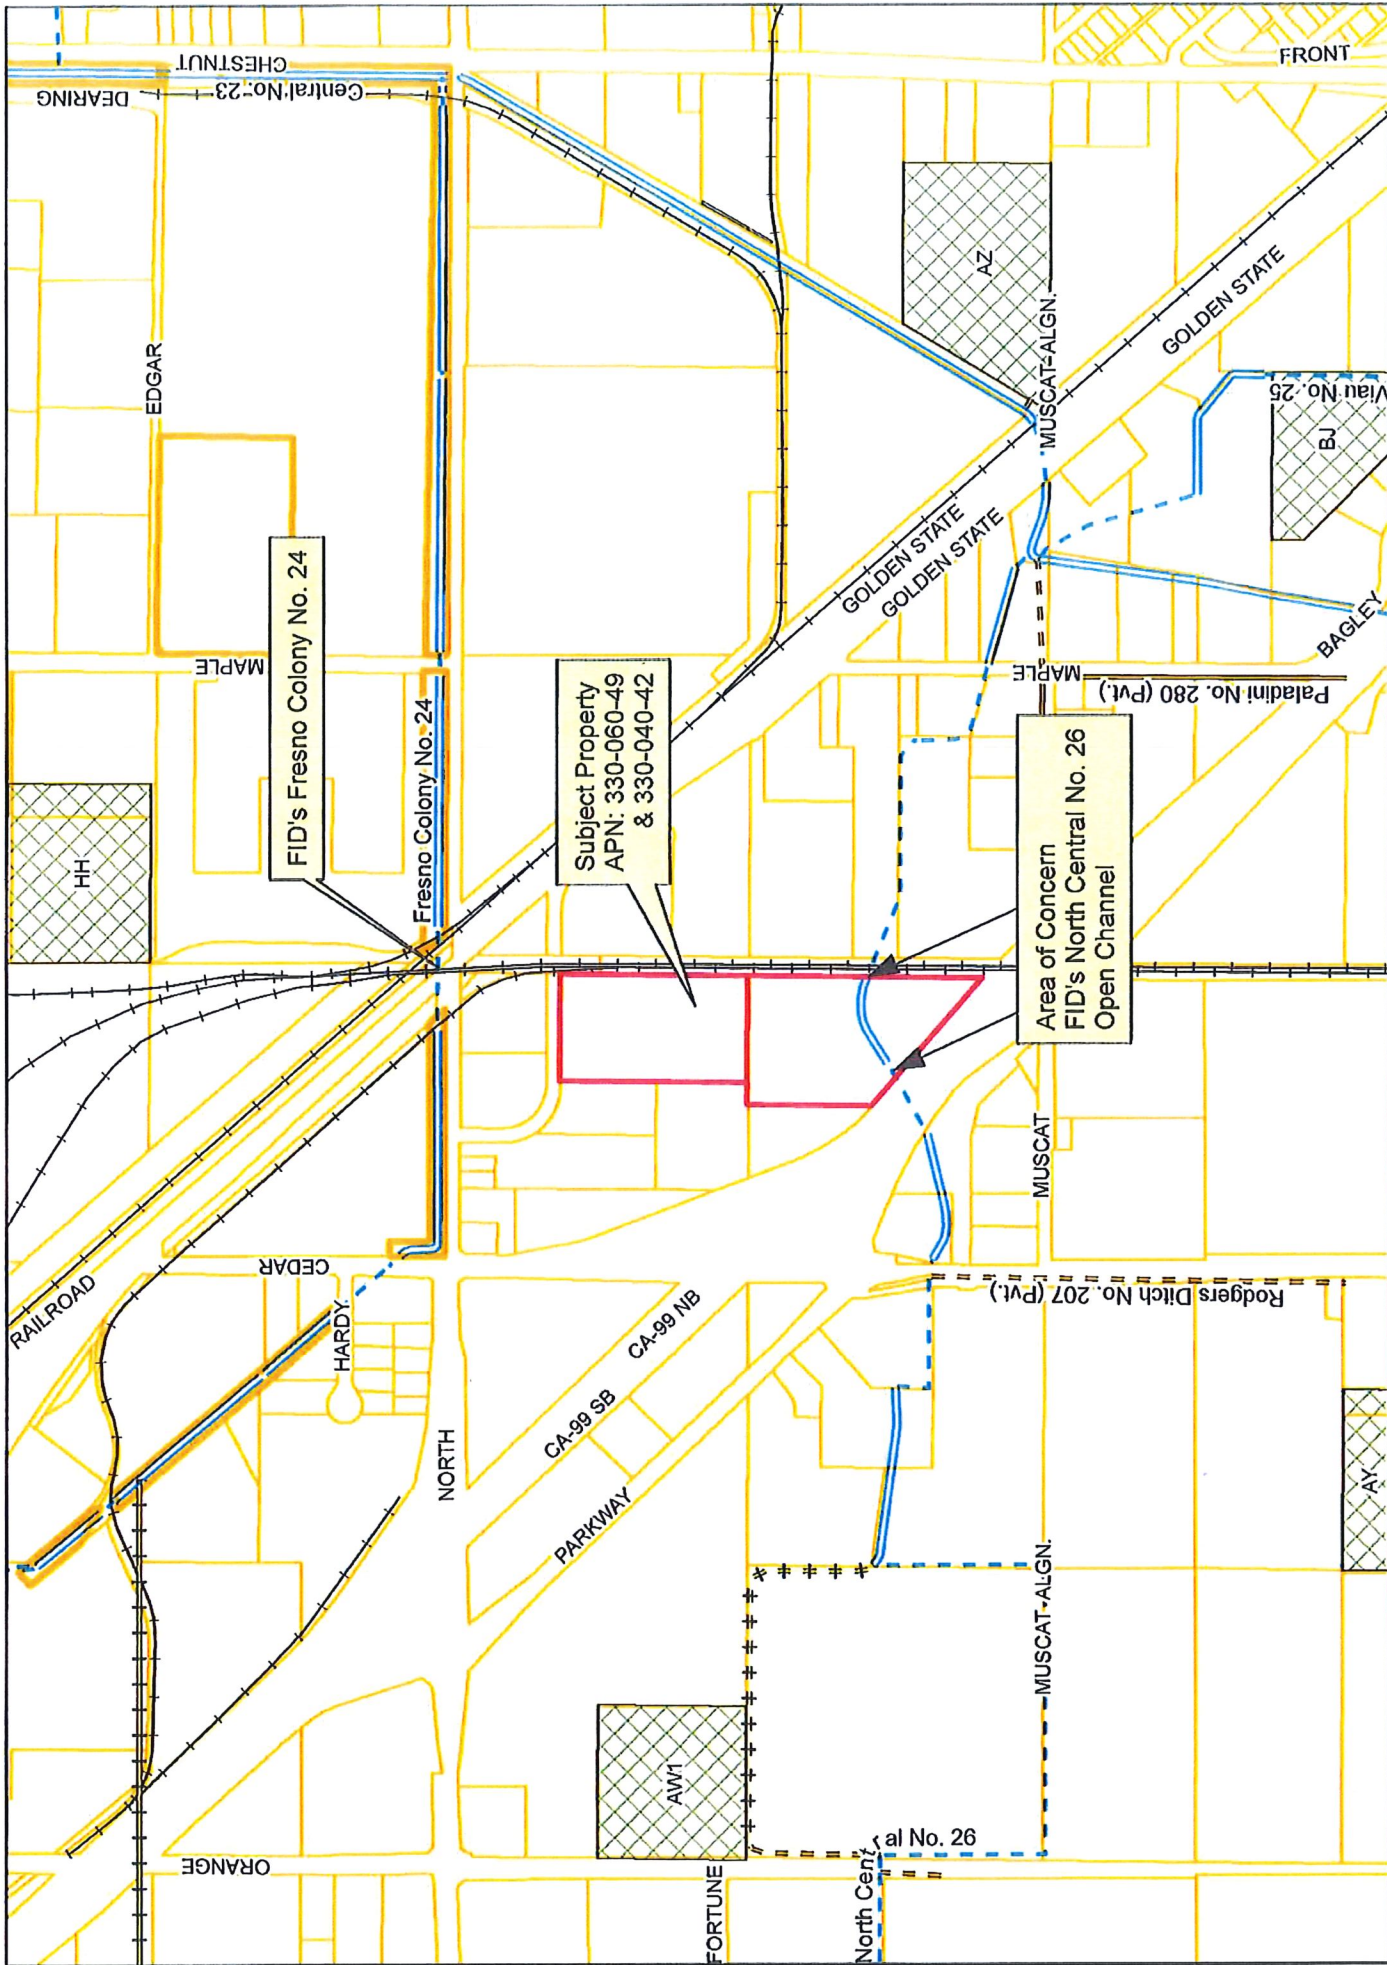 CHESTNUT
Central No. 23
DEARING
FRONT
EDGAR
AZ
MUSCAT-ALGN.
GOLDEN STATE
Viau No. 25
BJ
FID's Fresno Colony No. 24
MAPLE
Fresno Colony No. 24
GOLDEN STATE
GOLDEN STATE
MAPLE
BAGLEY
Paladini No. 280 (Pvt.)
HH
Subject Property
APN: 330-060-49
& 330-040-42
Area of Concern
FID's North Central No. 26
Open Channel
MUSCAT
RAILROAD
CEDAR
HARDY
NORTH
CA-99 NB
CA-99 SB
PARKWAY
Rodgers Ditch No. 207 (Pvt.)
MUSCAT-ALGN.
AY
AW1
ORANGE
FORTUNE
North Central No. 26